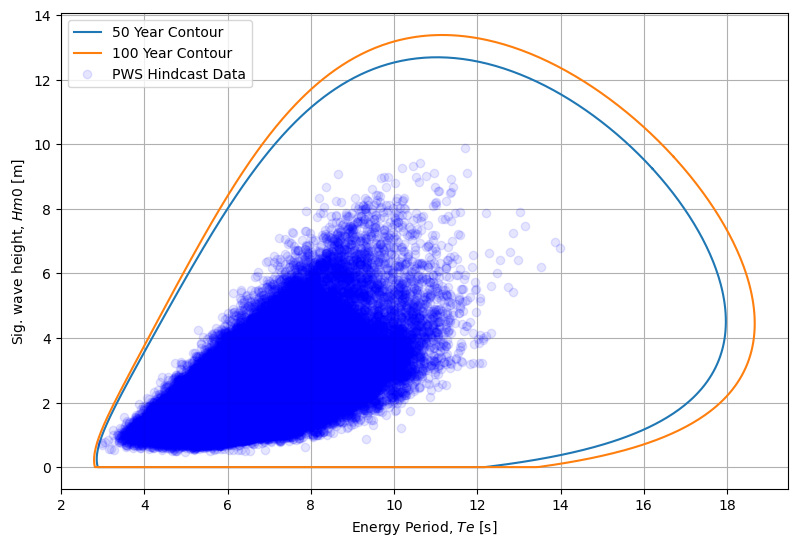 50 Year Contour
100 Year Contour
PWS Hindcast Data
14
12
10
8
6
4
2
0
Sig. wave height, Hm0 [m]
2 4 6 8 10 12 14 16 18
Energy Period, Te [s]